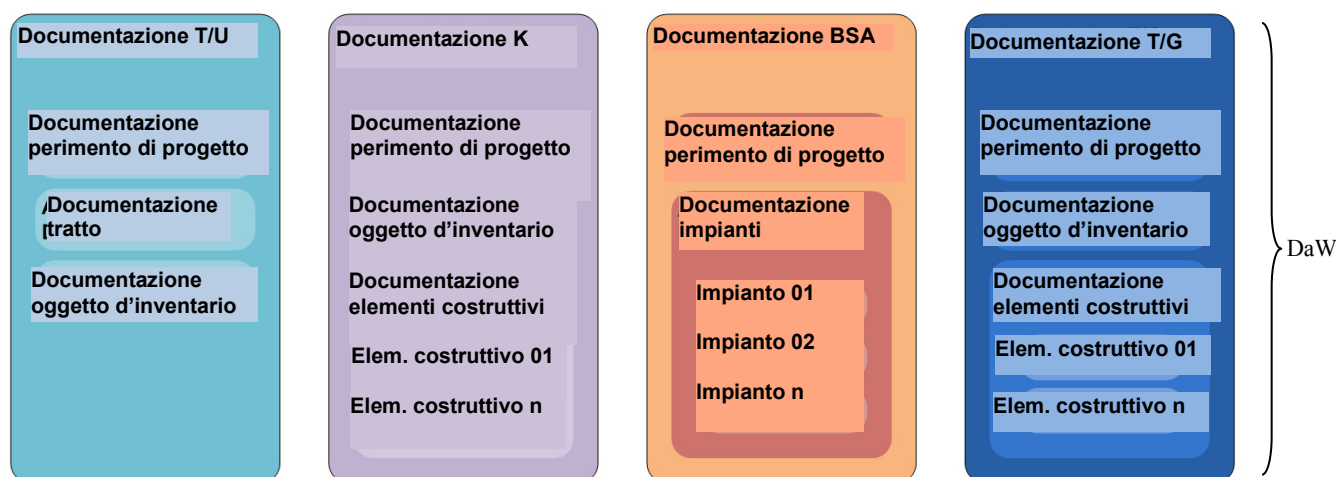 Documentazione T/U
Documentazione
perimento di progetto
Documentazione
tratto
Documentazione
oggetto d’inventario
Documentazione K
Documentazione
perimento di progetto
Documentazione
oggetto d’inventario
Documentazione
elementi costruttivi
Elem. costruttivo 01
Elem. costruttivo n
Documentazione BSA
Documentazione
perimento di progetto
Documentazione
impianti
Impianto 01
Impianto 02
Impianto n
Documentazione T/G
Documentazione
perimento di progetto
Documentazione
oggetto d’inventario
Documentazione
elementi costruttivi
Elem. costruttivo 01
Elem. costruttivo n
DaW